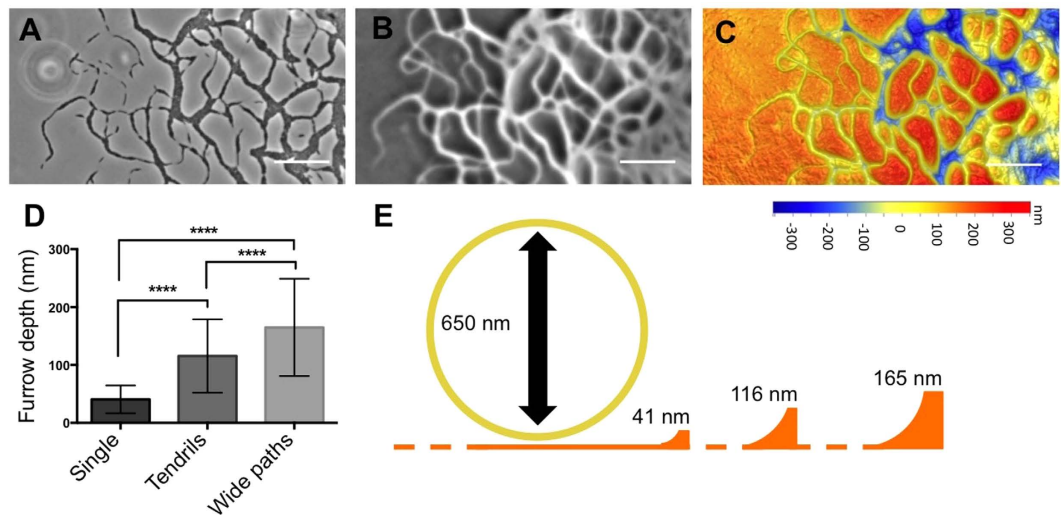 A
B
C
D
E
nm
-300
-200
-100
0
100
200
300
Furrow depth (nm)
300
200
100
0
****
****
****
Single
Tendrils
Wide paths
650 nm
41 nm
116 nm
165 nm